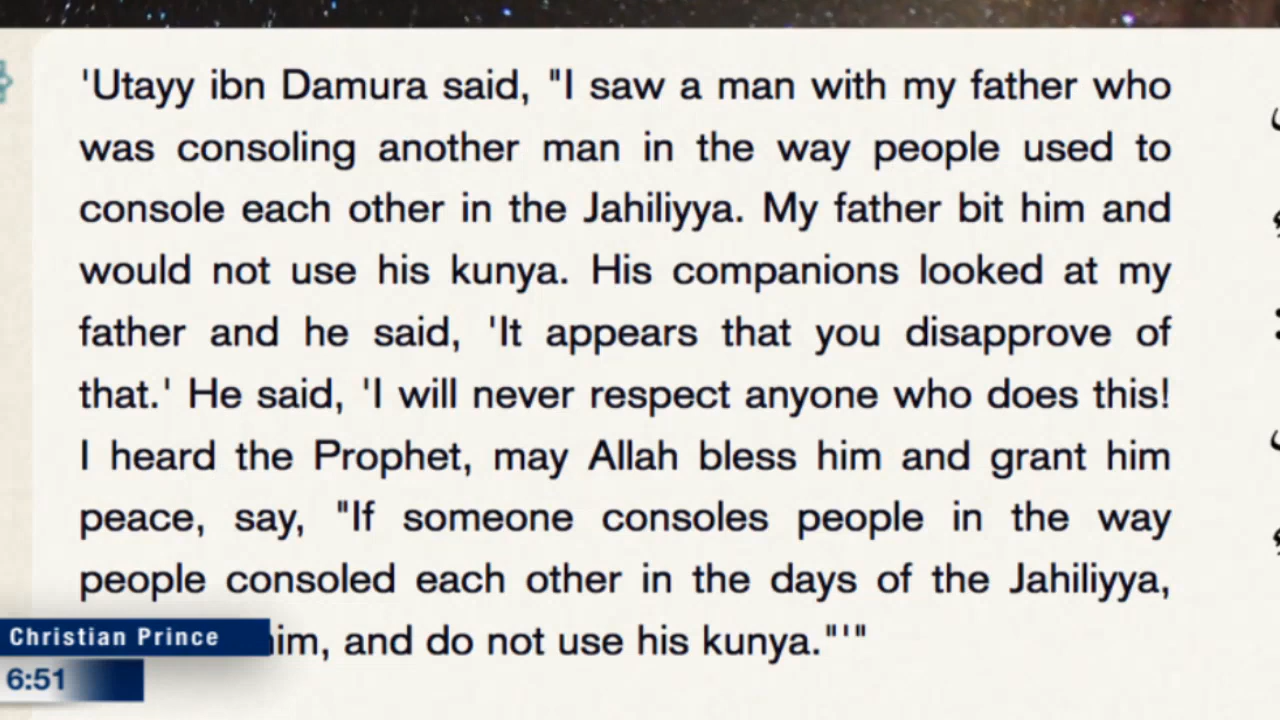 'Utayy ibn Damura said, "I saw a man with my father who
was consoling another man in the way people used to
console each other in the Jahiliyya. My father bit him and
would not use his kunya. His companions looked at my
father and he said, 'It appears that you disapprove of
that.' He said, 'I will never respect anyone who does this!
I heard the Prophet, may Allah bless him and grant him
peace, say, "If someone consoles people in the way
people consoled each other in the days of the Jahiliyya,
and do not use his kunya."'"
Christian Prince
6:51